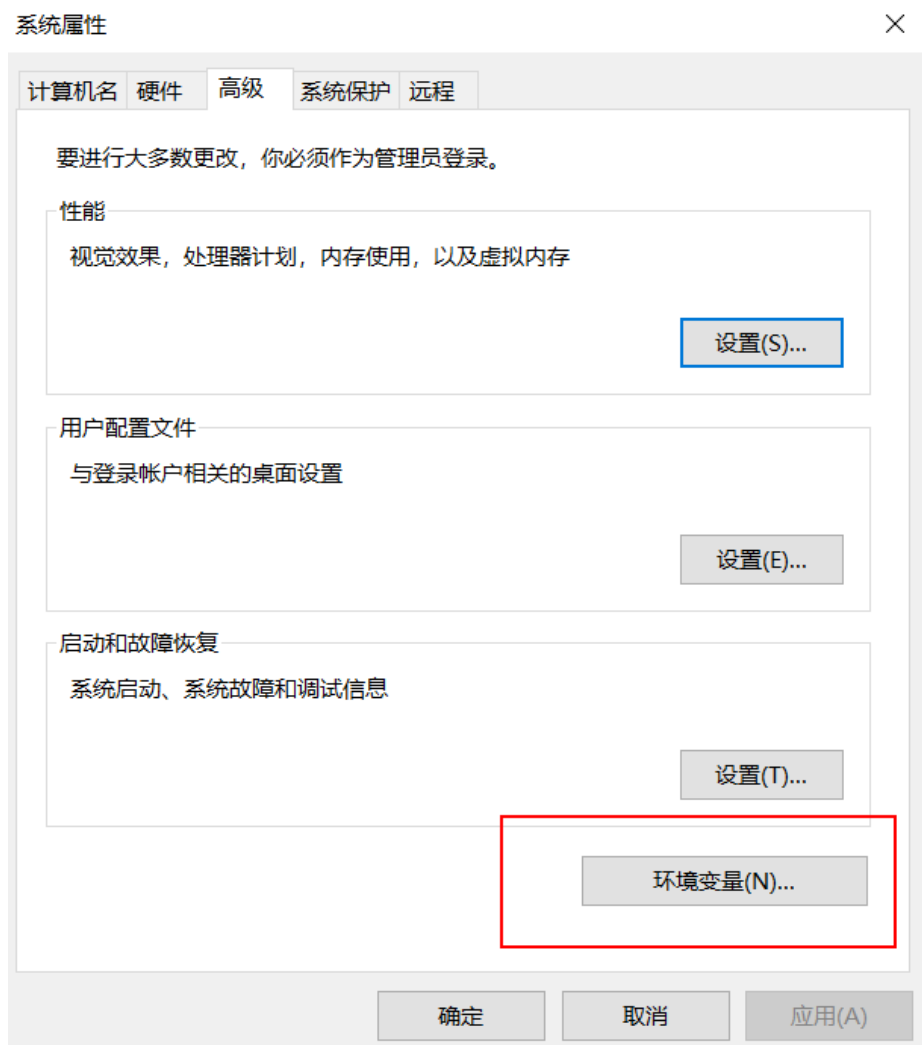 系统属性
计算机名 硬件 高级 系统保护 远程
要进行大多数更改，你必须作为管理员登录。
性能
视觉效果，处理器计划，内存使用，以及虚拟内存
设置(S)...
用户配置文件
与登录帐户相关的桌面设置
设置(E)...
启动和故障恢复
系统启动、系统故障和调试信息
设置(T)...
环境变量(N)...
确定 取消 应用(A)